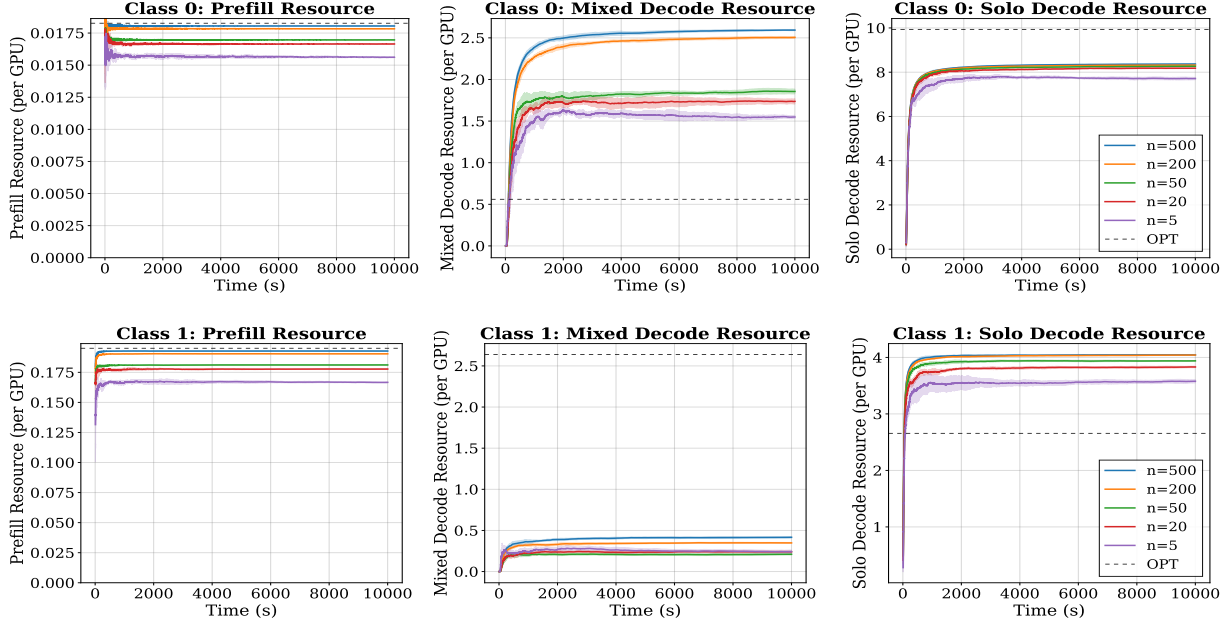 Class 0: Prefill Resource
Prefill Resource (per GPU)
0.0175
0.0150
0.0125
0.0100
0.0075
0.0050
0.0025
0.0000
0
2000
4000
6000
8000
10000
Time (s)
Class 0: Mixed Decode Resource
Mixed Decode Resource (per GPU)
2.5
2.0
1.5
1.0
0.5
0.0
0
2000
4000
6000
8000
10000
Time (s)
Class 0: Solo Decode Resource
Solo Decode Resource (per GPU)
10
8
6
4
2
0
0
2000
4000
6000
8000
10000
Time (s)
n=500
n=200
n=50
n=20
n=5
OPT
Class 1: Prefill Resource
Prefill Resource (per GPU)
0.175
0.150
0.125
0.100
0.075
0.050
0.025
0.000
0
2000
4000
6000
8000
10000
Time (s)
Class 1: Mixed Decode Resource
Mixed Decode Resource (per GPU)
2.5
2.0
1.5
1.0
0.5
0.0
0
2000
4000
6000
8000
10000
Time (s)
Class 1: Solo Decode Resource
Solo Decode Resource (per GPU)
4
3
2
1
0
2000
4000
6000
8000
10000
Time (s)
n=500
n=200
n=50
n=20
n=5
OPT